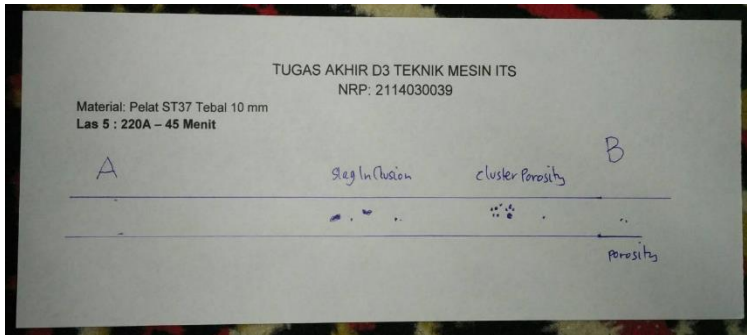 TUGAS AKHIR D3 TEKNIK MESIN ITS
NRP: 2114030039
Material: Pelat ST37 Tebal 10 mm
Las 5 : 220A – 45 Menit
A
B
Slag Inclusion
cluster Porosity
porosity